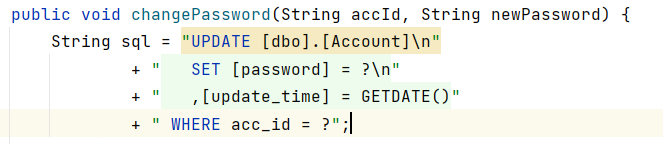 public void changePassword(String accId, String newPassword) {
    String sql = "UPDATE [dbo].[Account]\n"
            + "   SET [password] = ?\n"
            + "   ,[update_time] = GETDATE()"
            + " WHERE acc_id = ?";